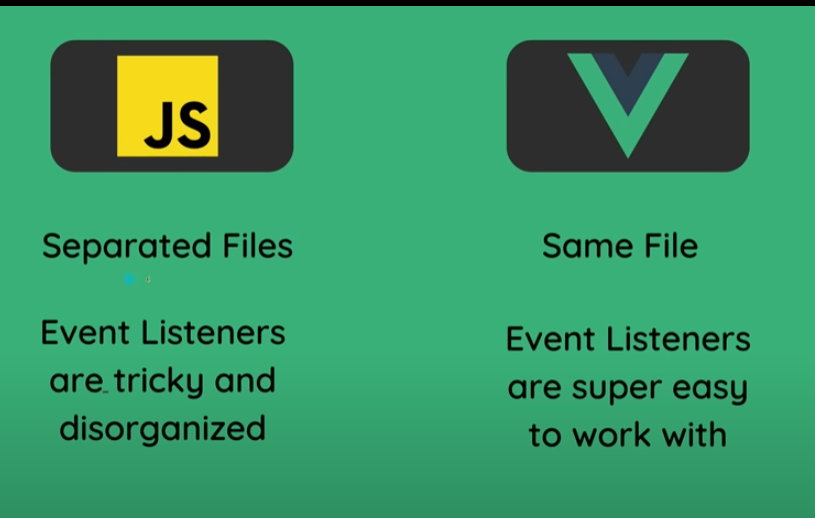 JS
Separated Files
Event Listeners
are tricky and
disorganized
Same File
Event Listeners
are super easy
to work with